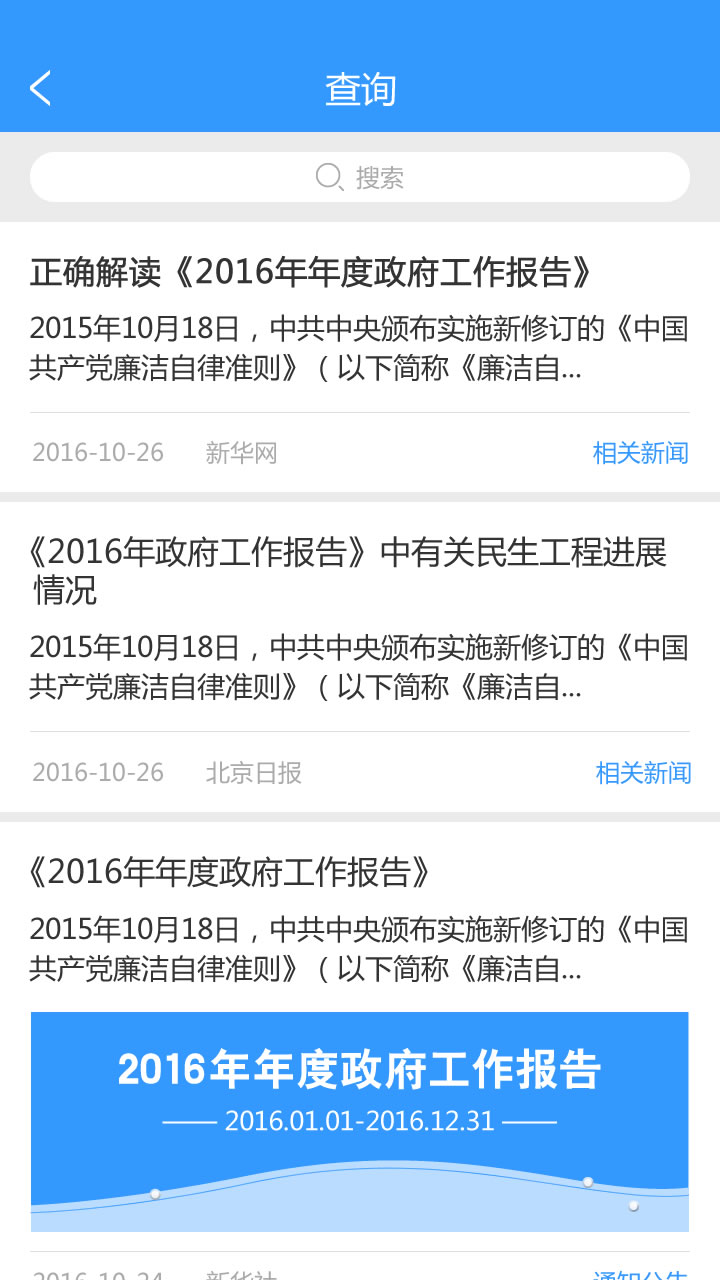 查询
搜索
正确解读《2016年年度政府工作报告》
2015年10月18日，中共中央颁布实施新修订的《中国
共产党廉洁自律准则》（以下简称《廉洁自...
2016-10-26 新华网 相关新闻
《2016年政府工作报告》中有关民生工程进展
情况
2015年10月18日，中共中央颁布实施新修订的《中国
共产党廉洁自律准则》（以下简称《廉洁自...
2016-10-26 北京日报 相关新闻
《2016年年度政府工作报告》
2015年10月18日，中共中央颁布实施新修订的《中国
共产党廉洁自律准则》（以下简称《廉洁自...
2016年年度政府工作报告
2016.01.01-2016.12.31
2016-10-24 新华社 通知公告